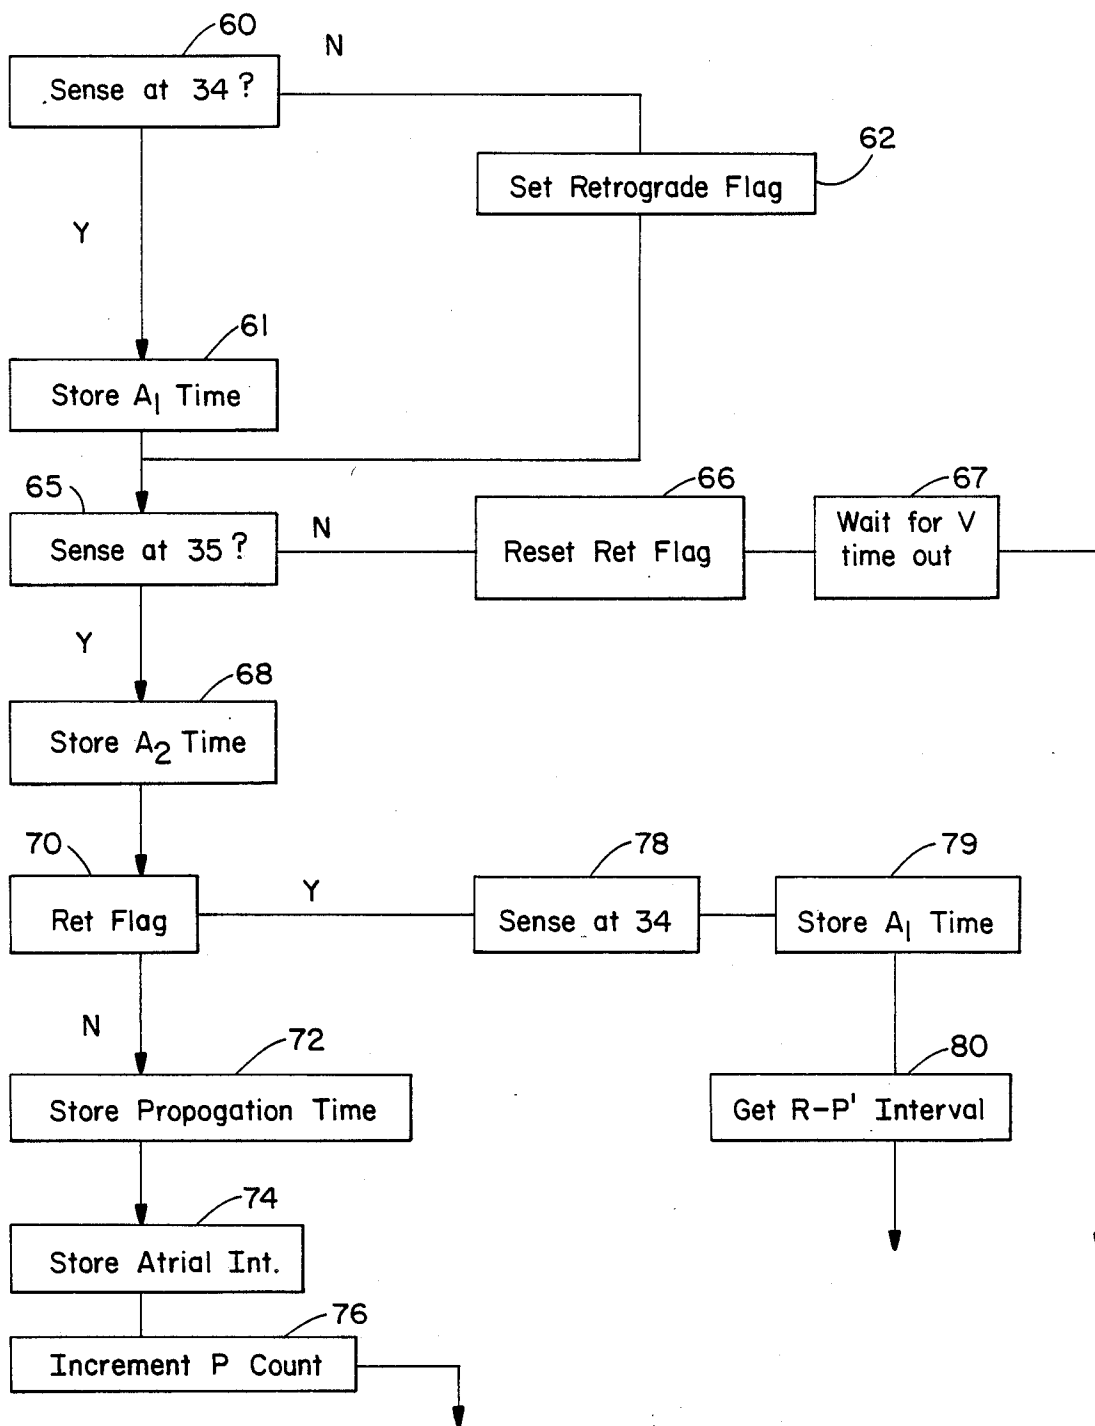 60
N
Sense at 34?
62
Set Retrograde Flag
Y
61
Store A₁ Time
65
66
67
Sense at 35?
N
Reset Ret Flag
Wait for V
time out
Y
68
Store A₂ Time
70
78
79
Ret Flag
Y
Sense at 34
Store A₁ Time
N
72
80
Store Propogation Time
Get R-P' Interval
74
Store Atrial Int.
76
Increment P Count